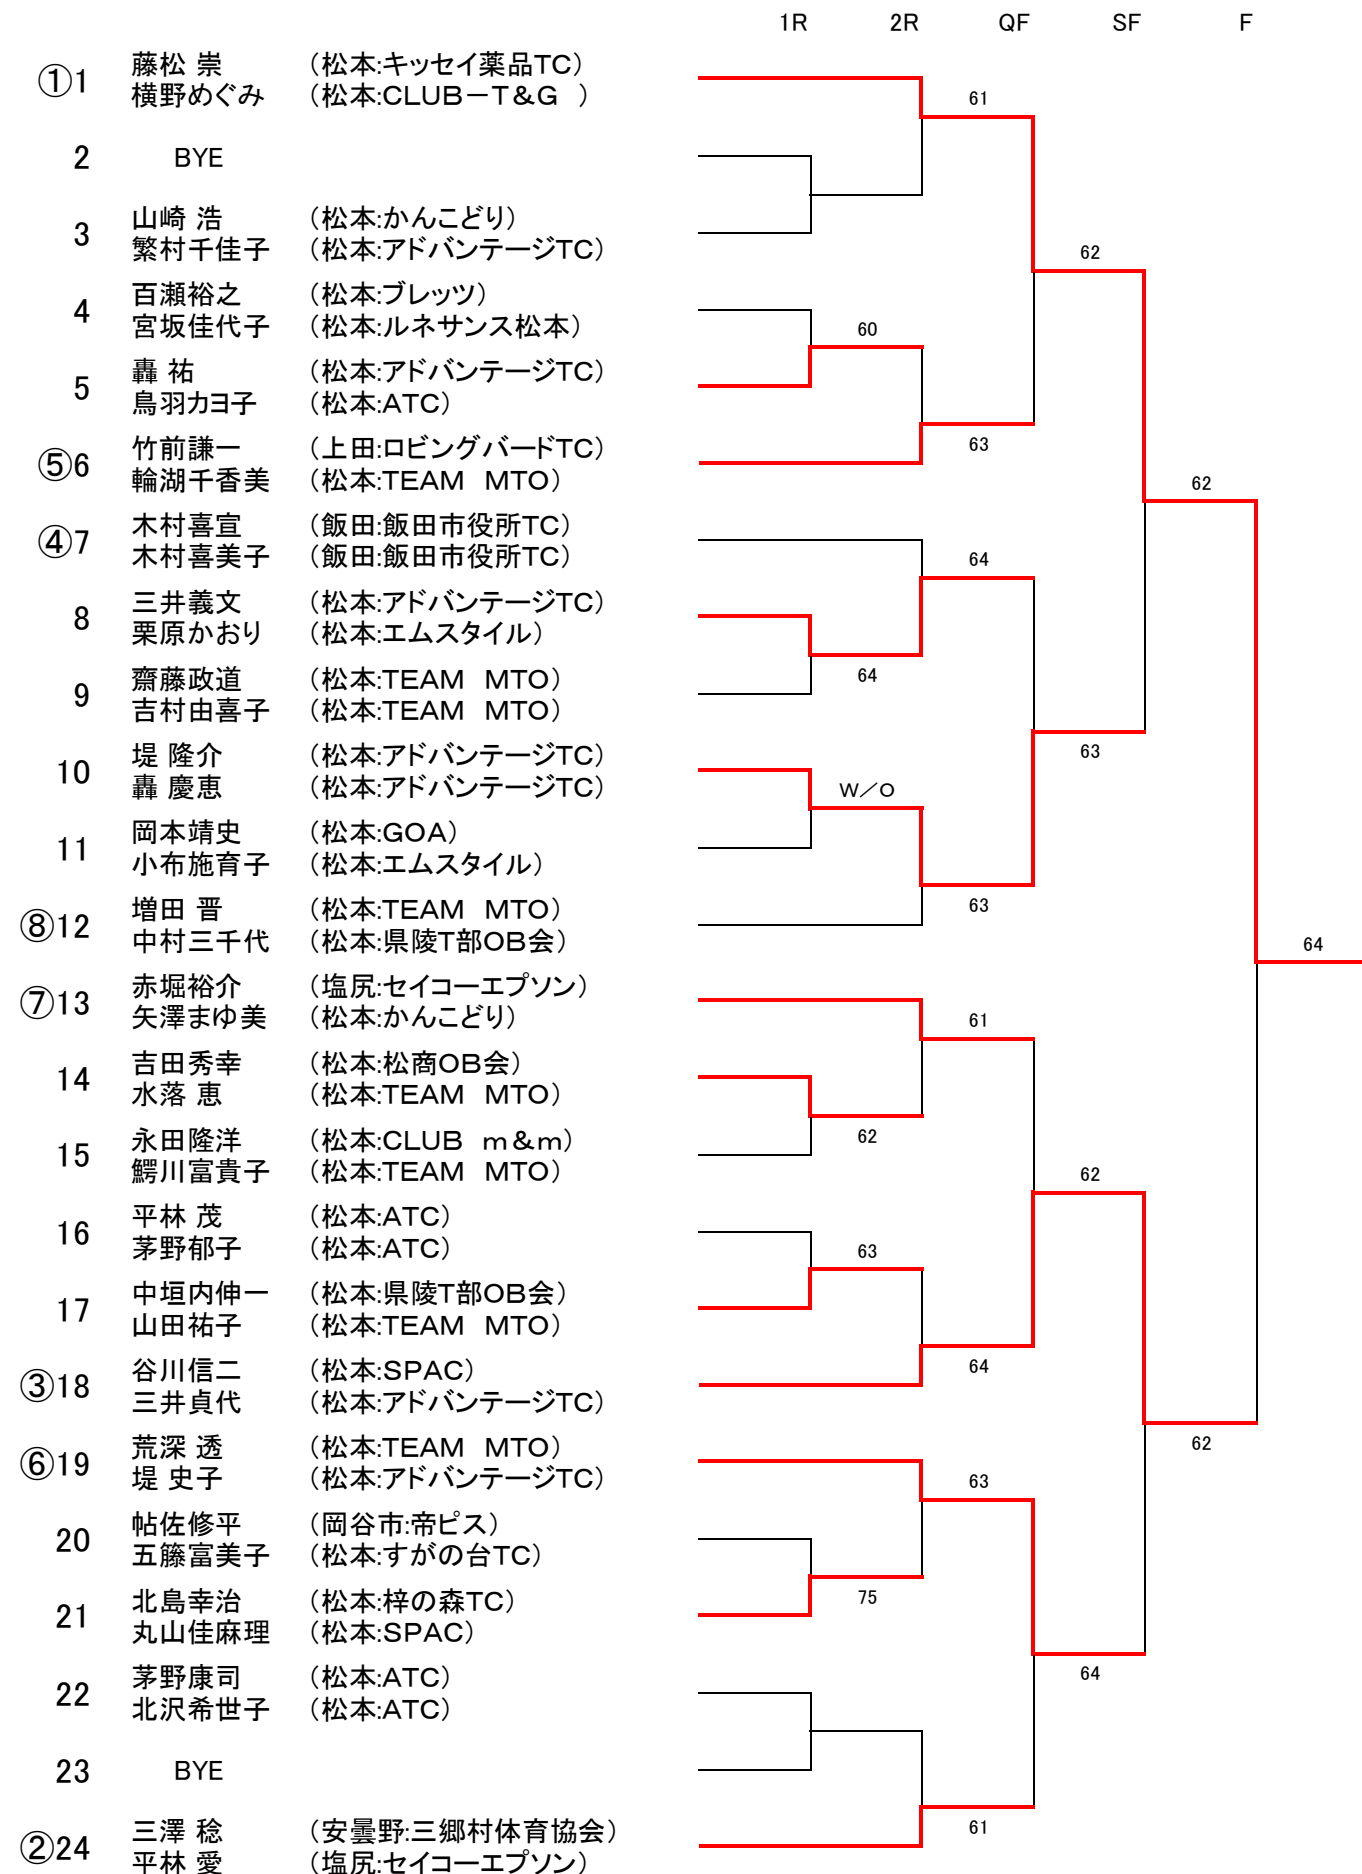 1R 2R QF SF F
①1 藤松 崇 （松本:キッセイ薬品TC）
横野めぐみ （松本:CLUB－T&G ）
61
2 BYE
3 山崎 浩 （松本:かんこどり）
繁村千佳子 （松本:アドバンテージTC）
62
4 百瀬裕之 （松本:ブレッツ）
宮坂佳代子 （松本:ルネサンス松本）
60
5 轟 祐 （松本:アドバンテージTC）
鳥羽カヨ子 （松本:ATC）
⑤6 竹前謙一 （上田:ロビングバードTC）
63
輪湖千香美 （松本:TEAM MTO）
62
④7 木村喜宣 （飯田:飯田市役所TC）
木村喜美子 （飯田:飯田市役所TC）
64
8 三井義文 （松本:アドバンテージTC）
栗原かおり （松本:エムスタイル）
9 齋藤政道 （松本:TEAM MTO）
64
吉村由喜子 （松本:TEAM MTO）
10 堤 隆介 （松本:アドバンテージTC）
63
轟 慶恵 （松本:アドバンテージTC）
W／O
11 岡本靖史 （松本:GOA）
小布施育子 （松本:エムスタイル）
⑧12 増田 晋 （松本:TEAM MTO）
63
中村三千代 （松本:県陵T部OB会）
64
⑦13 赤堀裕介 （塩尻:セイコーエプソン）
矢澤まゆ美 （松本:かんこどり）
61
14 吉田秀幸 （松本:松商OB会）
水落 恵 （松本:TEAM MTO）
15 永田隆洋 （松本:CLUB m&m）
62
鰐川富貴子 （松本:TEAM MTO）
62
16 平林 茂 （松本:ATC）
茅野郁子 （松本:ATC）
63
17 中垣内伸一 （松本:県陵T部OB会）
山田祐子 （松本:TEAM MTO）
③18 谷川信二 （松本:SPAC）
64
三井貞代 （松本:アドバンテージTC）
⑥19 荒深 透 （松本:TEAM MTO）
62
堤 史子 （松本:アドバンテージTC）
63
20 帖佐修平 （岡谷市:帝ピス）
五籐富美子 （松本:すがの台TC）
21 北島幸治 （松本:梓の森TC）
75
丸山佳麻理 （松本:SPAC）
22 茅野康司 （松本:ATC）
64
北沢希世子 （松本:ATC）
23 BYE
②24 三澤 稔 （安曇野:三郷村体育協会）
61
平林 愛 （塩尻:セイコーエプソン）